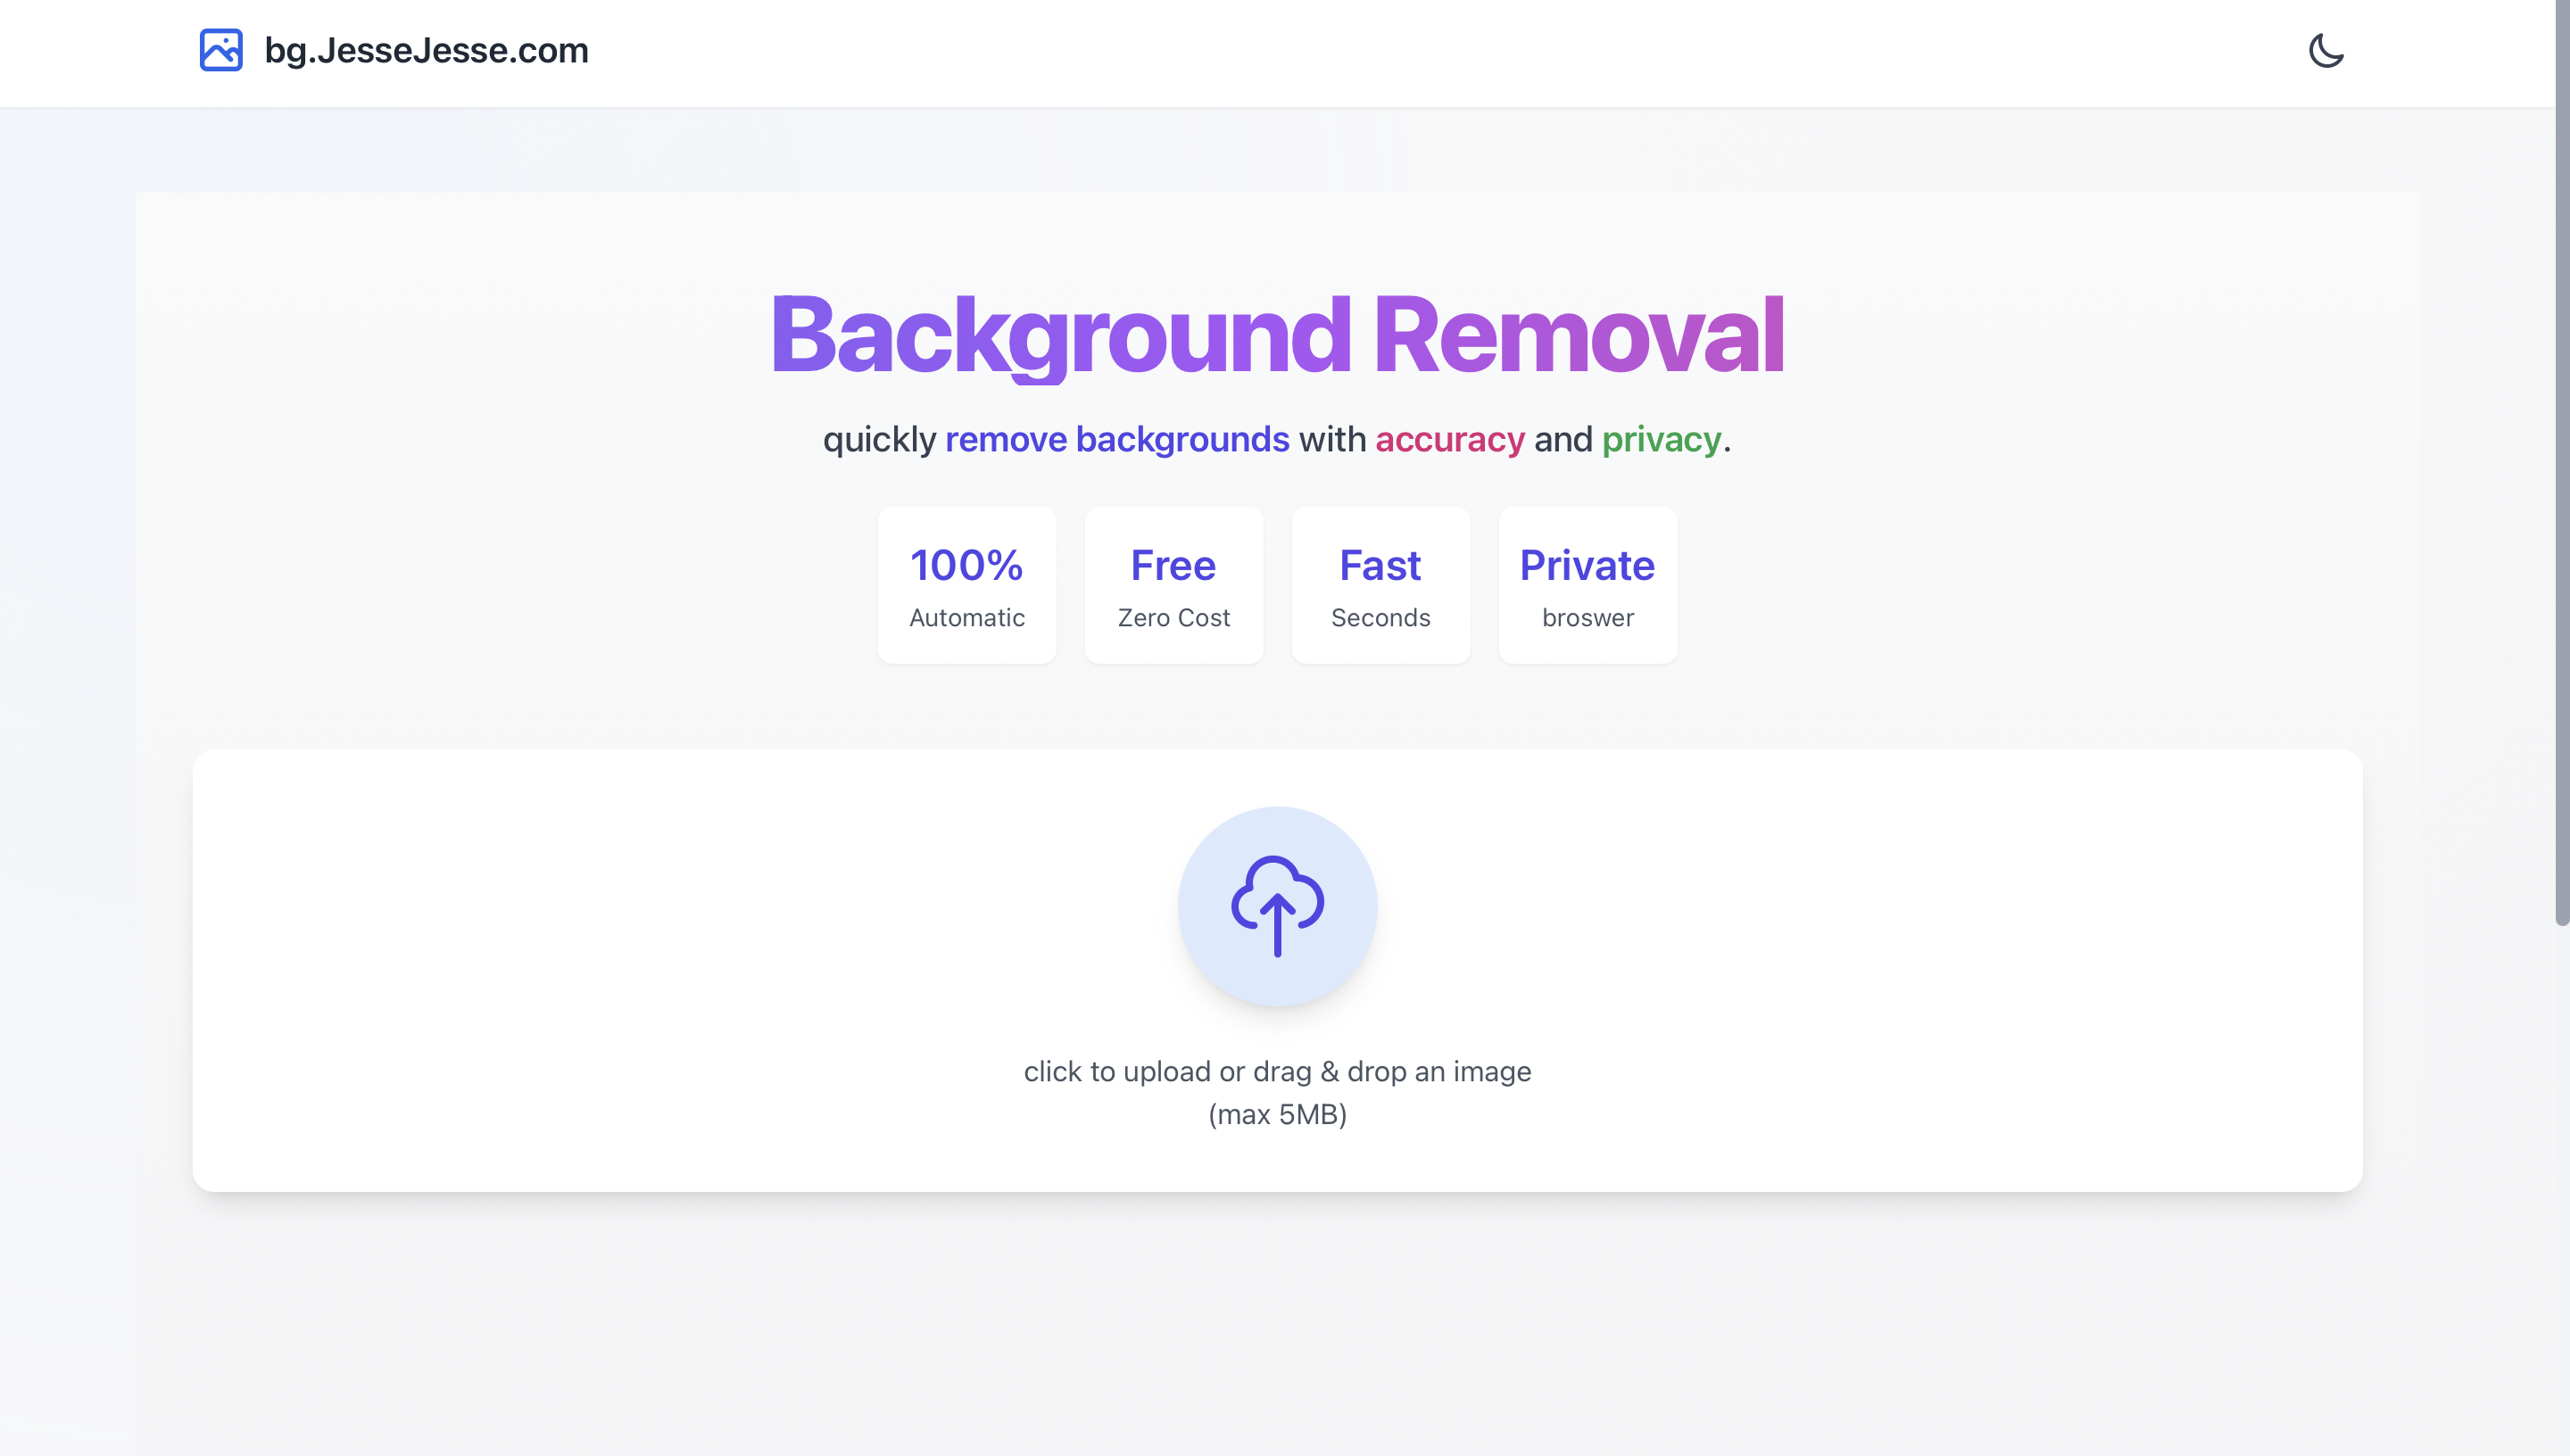 bg.JesseJesse.com
Background Removal
quickly remove backgrounds with accuracy and privacy.
100%
Automatic
Free
Zero Cost
Fast
Seconds
Private
broswer
click to upload or drag & drop an image
(max 5MB)